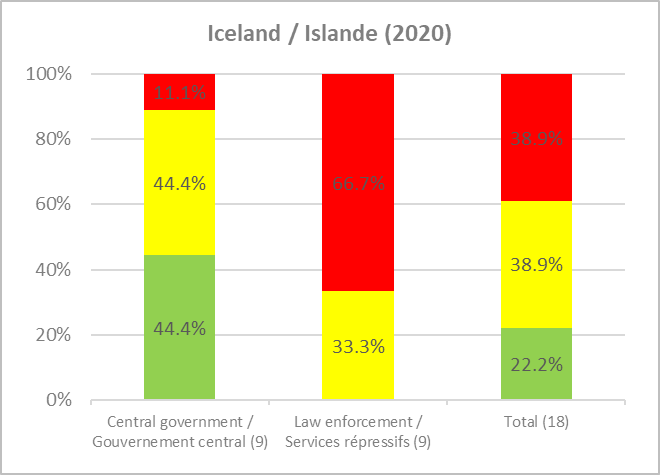 Iceland / Islande (2020)
100%
80%
60%
40%
20%
0%
11.1%
44.4%
44.4%
66.7%
33.3%
38.9%
38.9%
22.2%
Central government /
Gouvernement central (9)
Law enforcement /
Services répressifs (9)
Total (18)